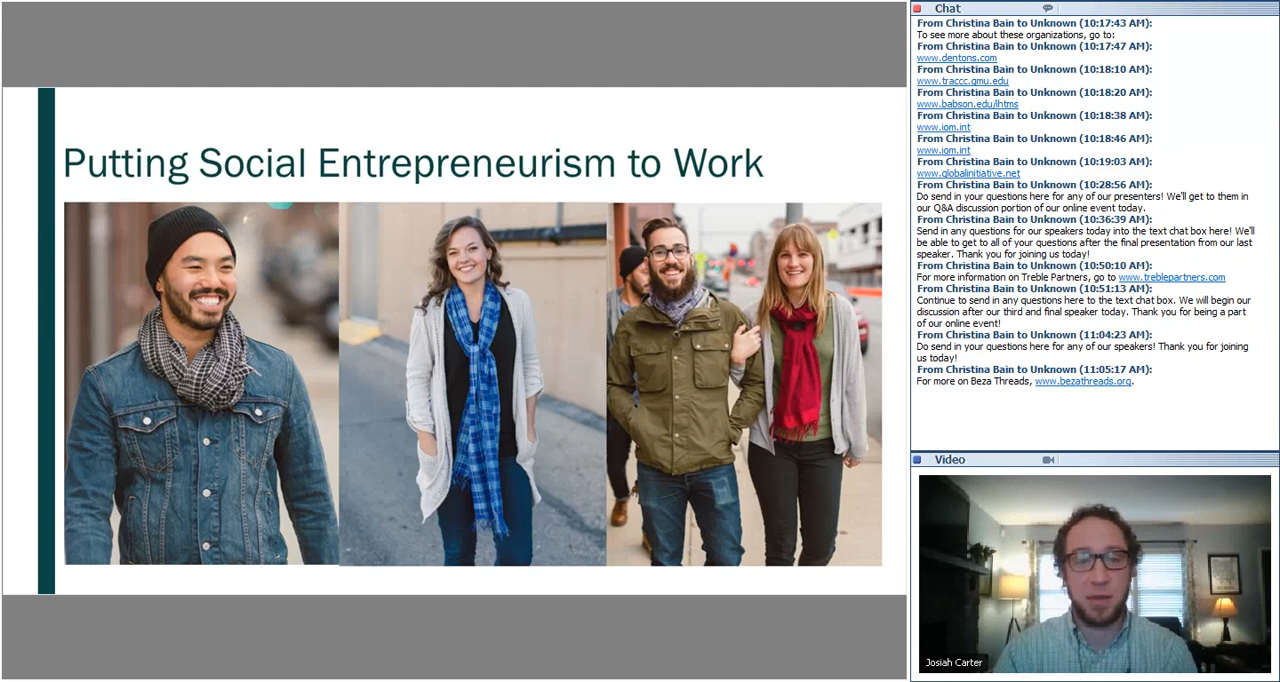 Putting Social Entrepreneurism to Work
Chat
From Christina Bain to Unknown (10:17:43 AM):
To see more about these organizations, go to:
From Christina Bain to Unknown (10:17:47 AM):
www.dentons.com
From Christina Bain to Unknown (10:18:10 AM):
www.traccc.gmu.edu
From Christina Bain to Unknown (10:18:20 AM):
www.babson.edu/lhtms
From Christina Bain to Unknown (10:18:38 AM):
www.iom.int
From Christina Bain to Unknown (10:18:46 AM):
www.iom.int
From Christina Bain to Unknown (10:19:03 AM):
www.globalinitiative.net
From Christina Bain to Unknown (10:28:56 AM):
Do send in your questions here for any of our presenters! We'll get to them in
our Q&A discussion portion of our online event today.
From Christina Bain to Unknown (10:36:39 AM):
Send in any questions for our speakers today into the text chat box here! We'll
be able to get to all of your questions after the final presentation from our last
speaker. Thank you for joining us today!
From Christina Bain to Unknown (10:50:10 AM):
For more information on Treble Partners, go to www.treblepartners.com
From Christina Bain to Unknown (10:51:13 AM):
Continue to send in any questions here to the text chat box. We will begin our
discussion after our third and final speaker today. Thank you for being a part
of our online event!
From Christina Bain to Unknown (11:04:23 AM):
Do send in your questions here for any of our speakers! Thank you for joining
us today!
From Christina Bain to Unknown (11:05:17 AM):
For more on Beza Threads, www.bezathreads.org.
Video
Josiah Carter